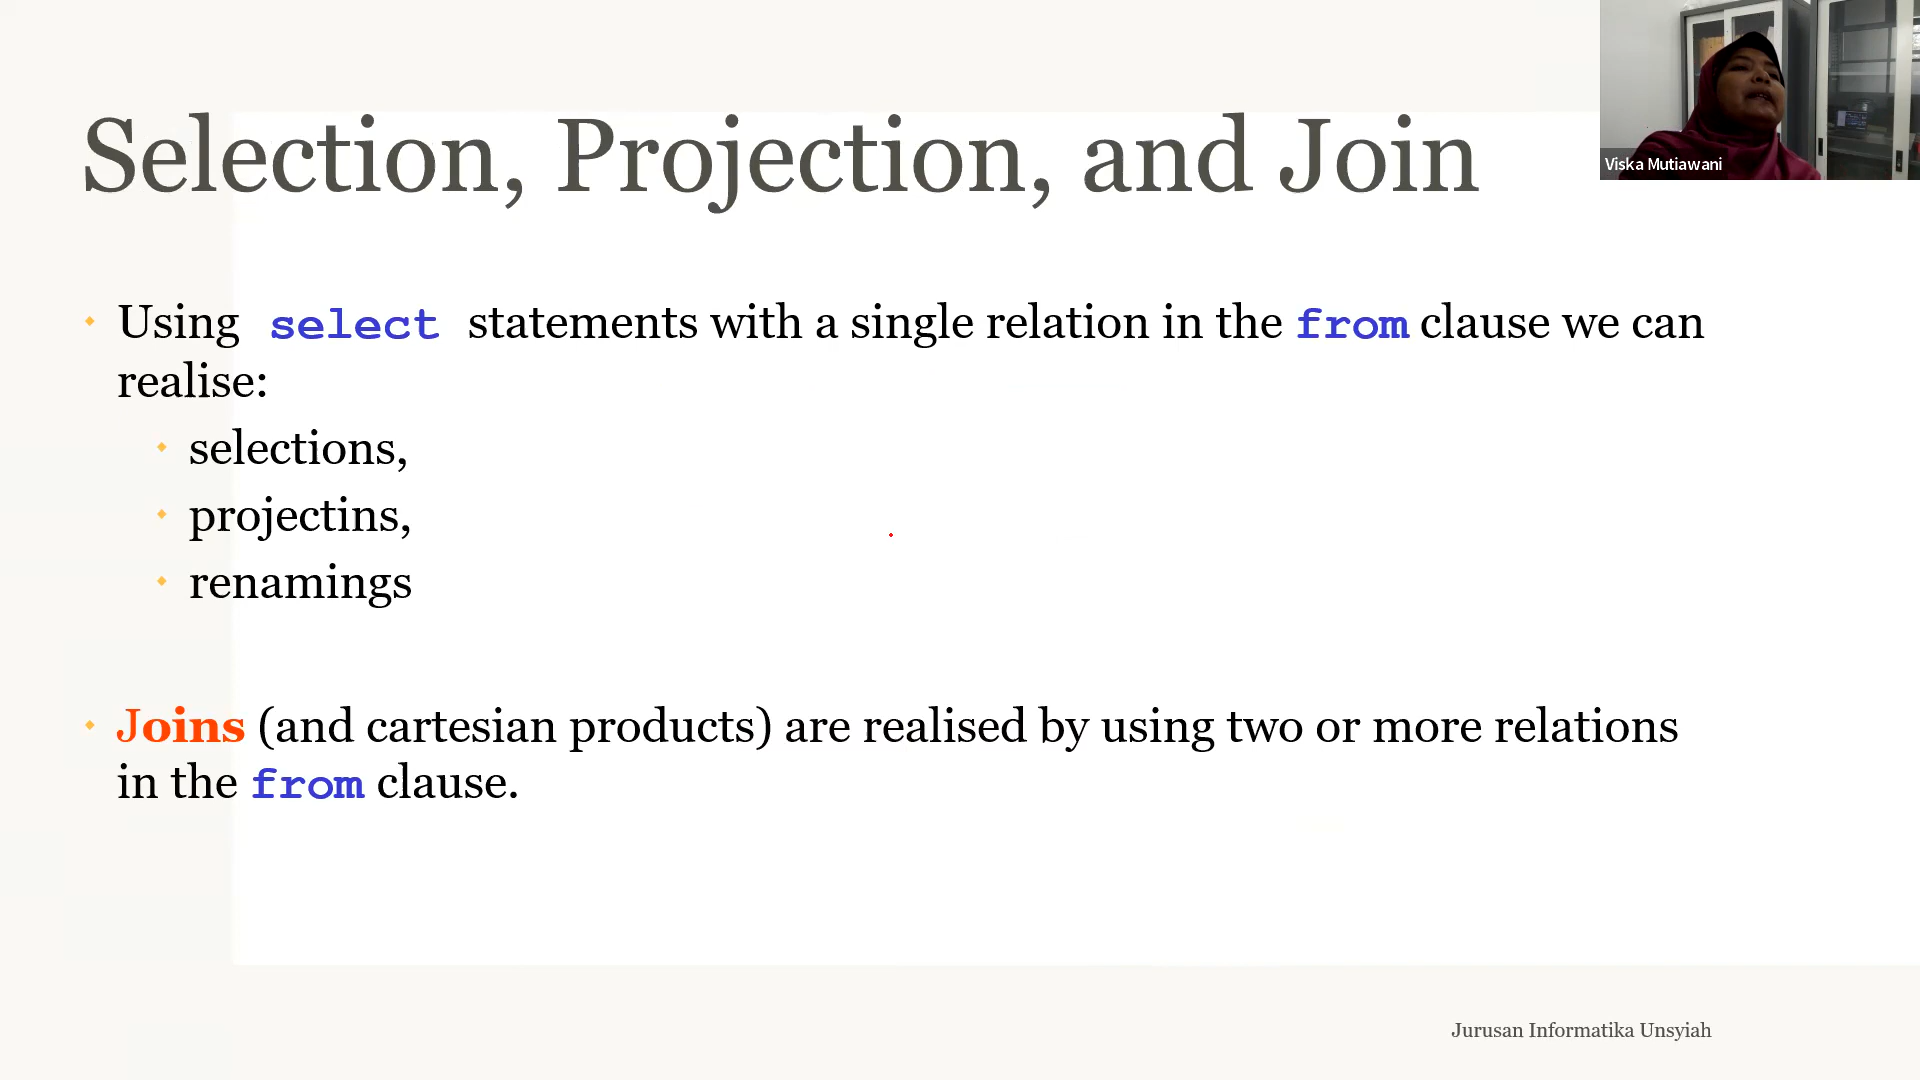 Selection, Projection, and Join
Viska Mutiawani
Using select statements with a single relation in the from clause we can
realise:
selections,
projectins,
renamings
Joins (and cartesian products) are realised by using two or more relations
in the from clause.
Jurusan Informatika Unsyiah